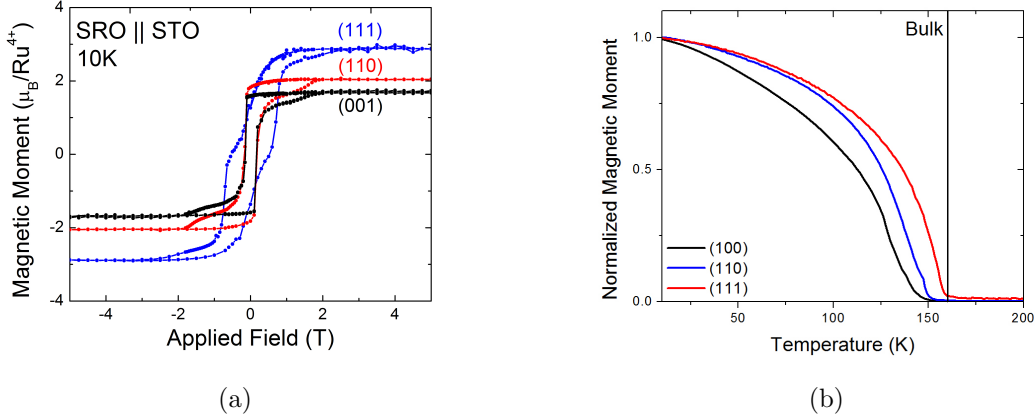 SRO || STO
10K
(111)
(110)
(001)
4
2
0
-2
-4
Magnetic Moment (μB/Ru4+)
-4
-2
0
2
4
Applied Field (T)
(a)
Bulk
1.0
0.5
0.0
Normalized Magnetic Moment
(100)
(110)
(111)
50
100
150
200
Temperature (K)
(b)